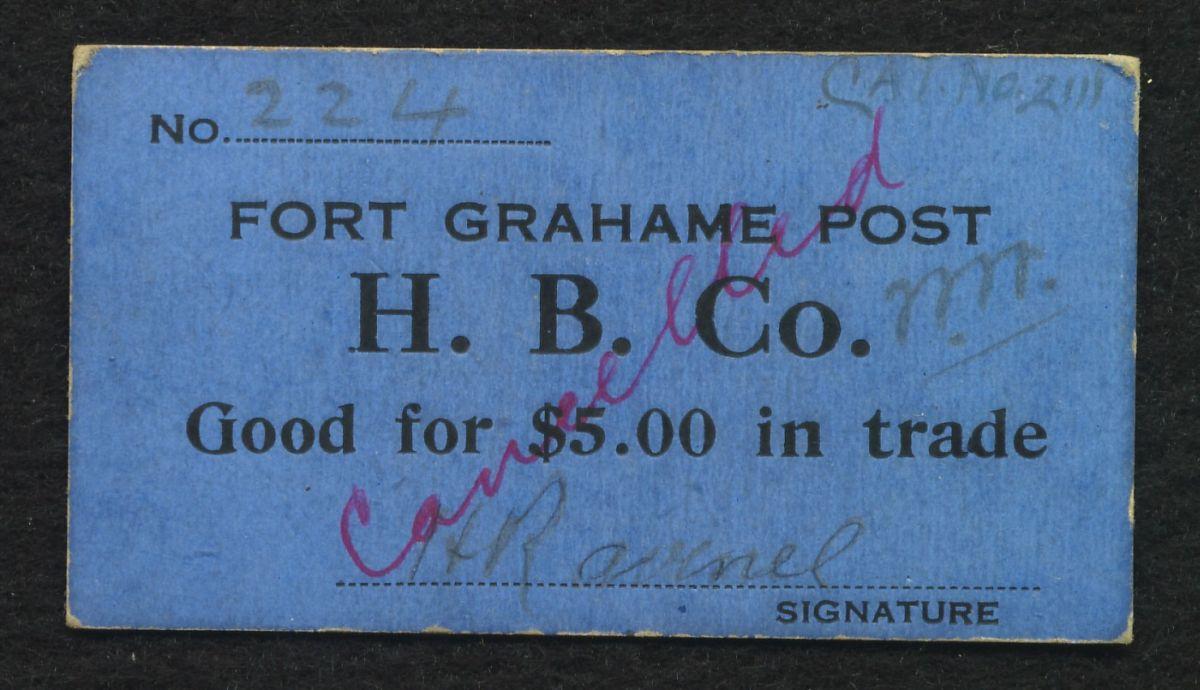 CAT. No. 2111
No. 224
FORT GRAHAME POST
H. B. Co.
Good for $5.00 in trade
Cancelled
SIGNATURE